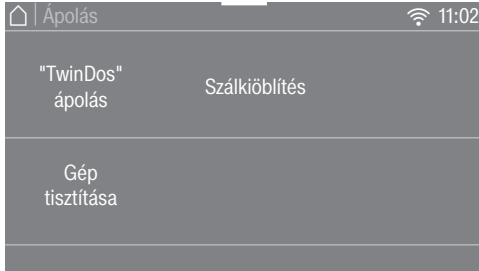 Ápolás
11:02
"TwinDos"
ápolás
Szálkiöblítés
Gép
tisztítása